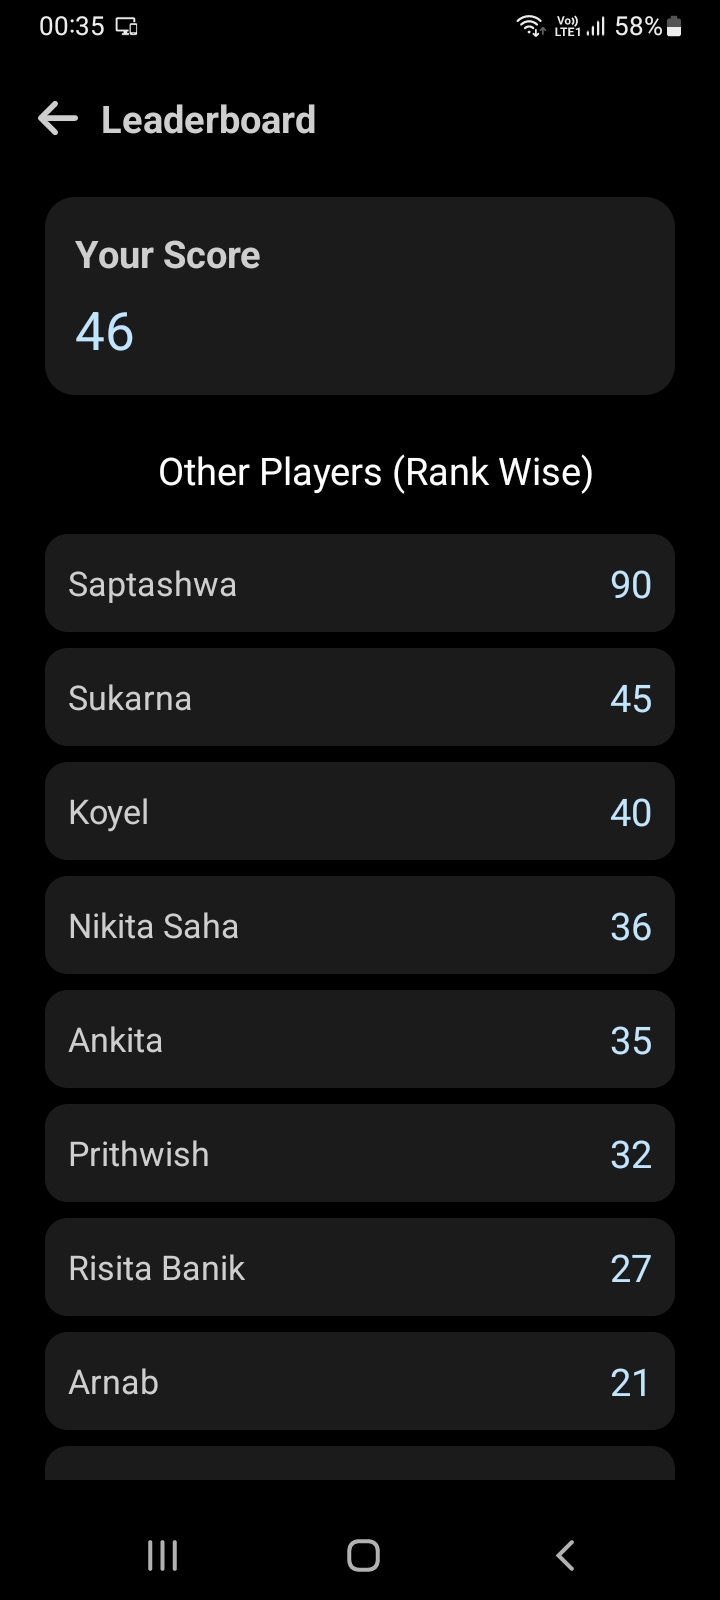 00:35 Vo)) LTE1 58%
Leaderboard
Your Score
46
Other Players (Rank Wise)
Saptashwa 90
Sukarna 45
Koyel 40
Nikita Saha 36
Ankita 35
Prithwish 32
Risita Banik 27
Arnab 21